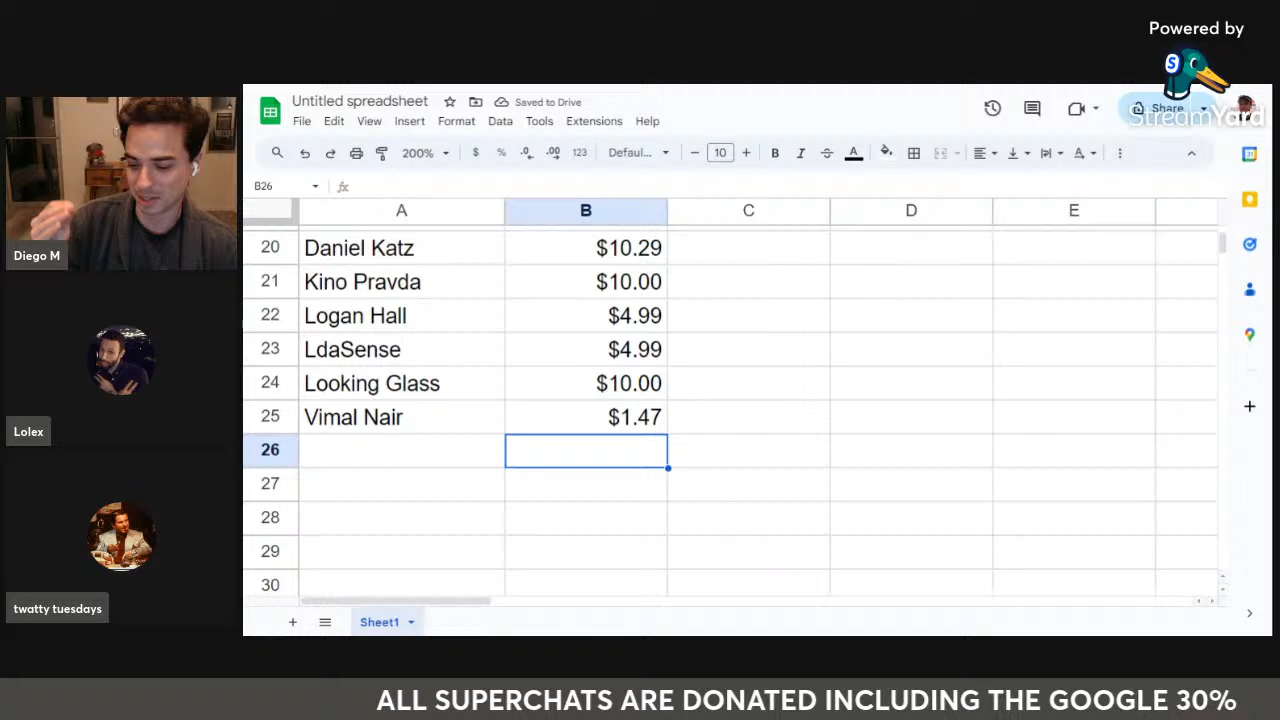 Powered by
StreamYard
Untitled spreadsheet
Saved to Drive
Share
File Edit View Insert Format Data Tools Extensions Help
200% $ % .0 .00 123 Defaul... 10 B I A
B26 fx
A B C D E
20 Daniel Katz $10.29
21 Kino Pravda $10.00
22 Logan Hall $4.99
23 LdaSense $4.99
24 Looking Glass $10.00
25 Vimal Nair $1.47
26
27
28
29
30
Sheet1
Diego M
Lolex
twatty tuesdays
ALL SUPERCHATS ARE DONATED INCLUDING THE GOOGLE 30%